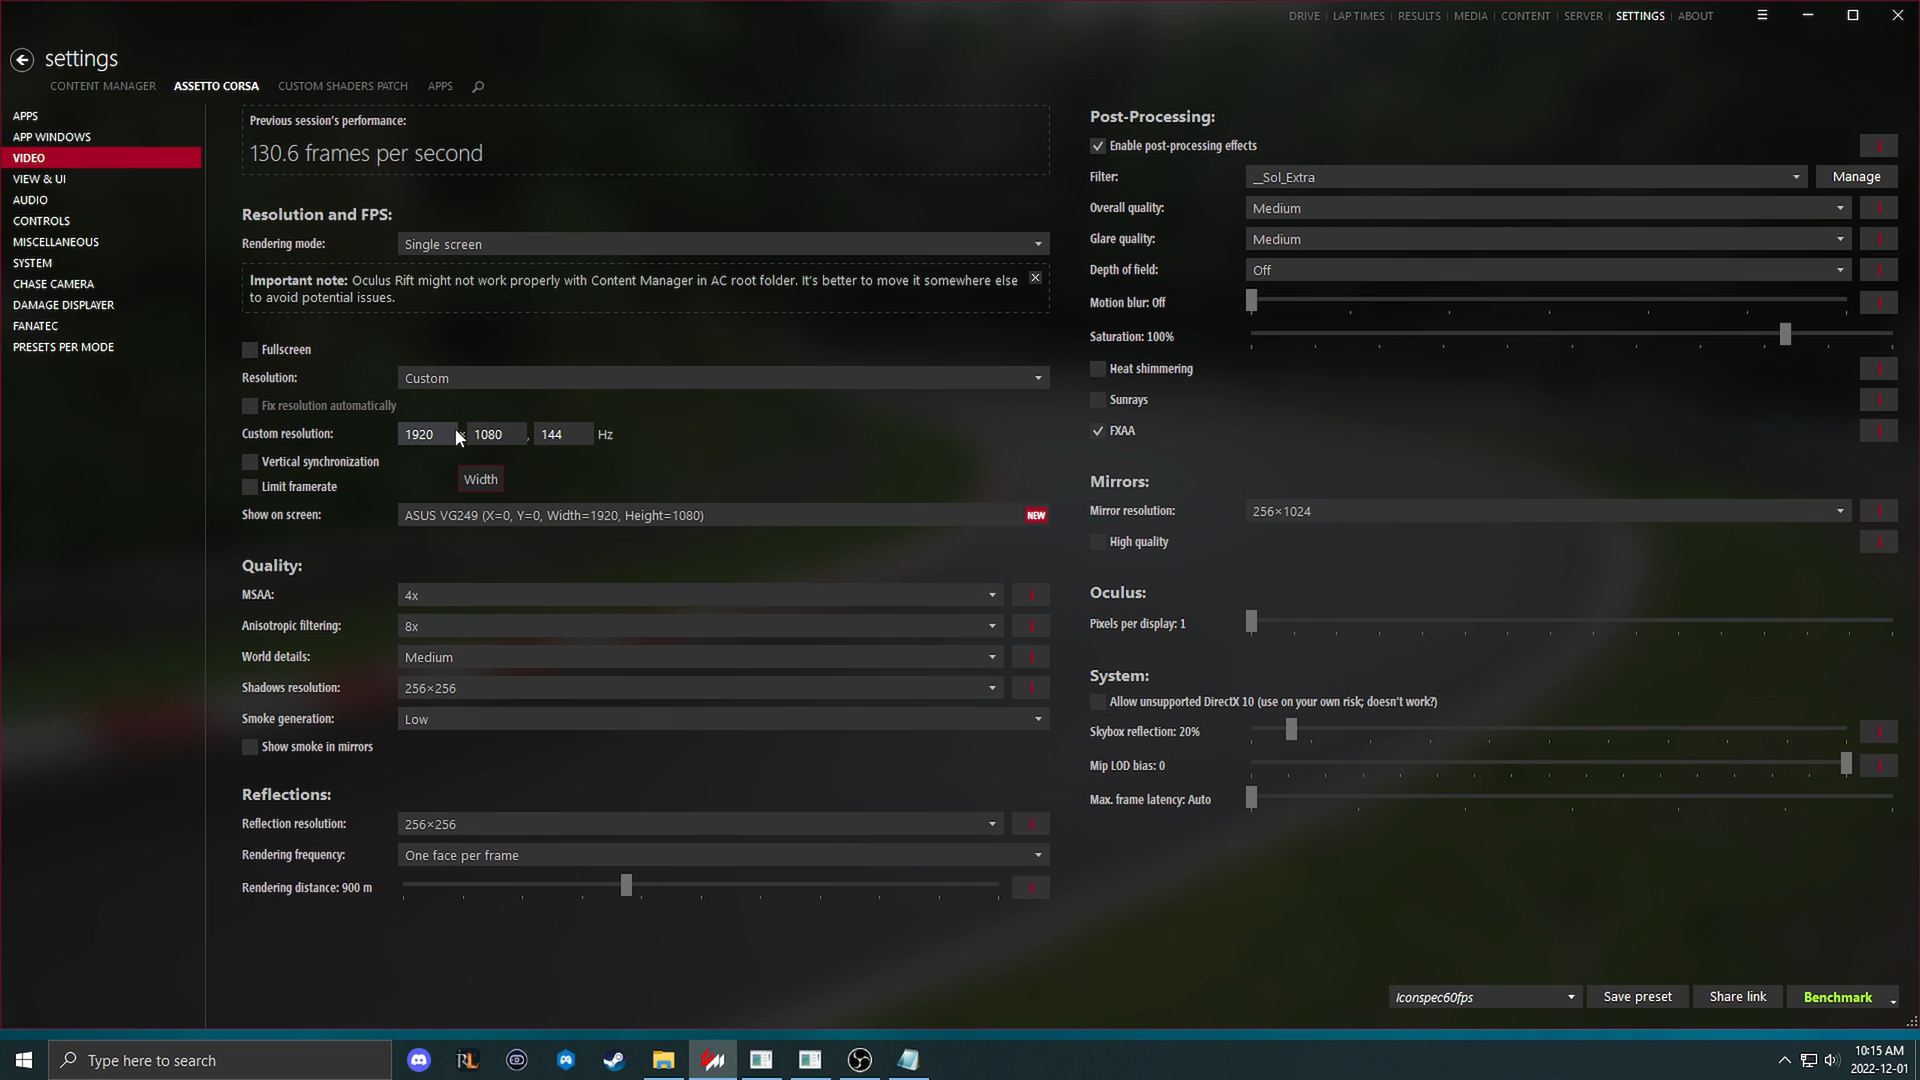 DRIVE | LAP TIMES | RESULTS | MEDIA | CONTENT | SERVER | SETTINGS | ABOUT
settings
CONTENT MANAGER ASSETTO CORSA CUSTOM SHADERS PATCH APPS
APPS
APP WINDOWS
VIDEO
VIEW & UI
AUDIO
CONTROLS
MISCELLANEOUS
SYSTEM
CHASE CAMERA
DAMAGE DISPLAYER
FANATEC
PRESETS PER MODE
Previous session's performance:
130.6 frames per second
Resolution and FPS:
Rendering mode: Single screen
Important note: Oculus Rift might not work properly with Content Manager in AC root folder. It's better to move it somewhere else
to avoid potential issues.
Fullscreen
Resolution: Custom
Fix resolution automatically
Custom resolution: 1920 × 1080 , 144 Hz
Vertical synchronization
Width
Limit framerate
Show on screen: ASUS VG249 (X=0, Y=0, Width=1920, Height=1080) NEW
Quality:
MSAA: 4x
Anisotropic filtering: 8x
World details: Medium
Shadows resolution: 256×256
Smoke generation: Low
Show smoke in mirrors
Reflections:
Reflection resolution: 256×256
Rendering frequency: One face per frame
Rendering distance: 900 m
Post-Processing:
Enable post-processing effects
Filter: __Sol_Extra Manage
Overall quality: Medium
Glare quality: Medium
Depth of field: Off
Motion blur: Off
Saturation: 100%
Heat shimmering
Sunrays
FXAA
Mirrors:
Mirror resolution: 256×1024
High quality
Oculus:
Pixels per display: 1
System:
Allow unsupported DirectX 10 (use on your own risk; doesn't work?)
Skybox reflection: 20%
Mip LOD bias: 0
Max. frame latency: Auto
Iconspec60fps Save preset Share link Benchmark
Type here to search
10:15 AM
2022-12-01